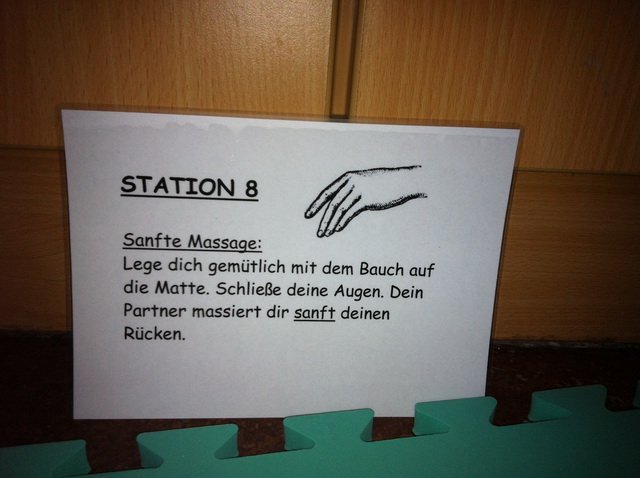 STATION 8
Sanfte Massage:
Lege dich gemütlich mit dem Bauch auf
die Matte. Schließe deine Augen. Dein
Partner massiert dir sanft deinen
Rücken.